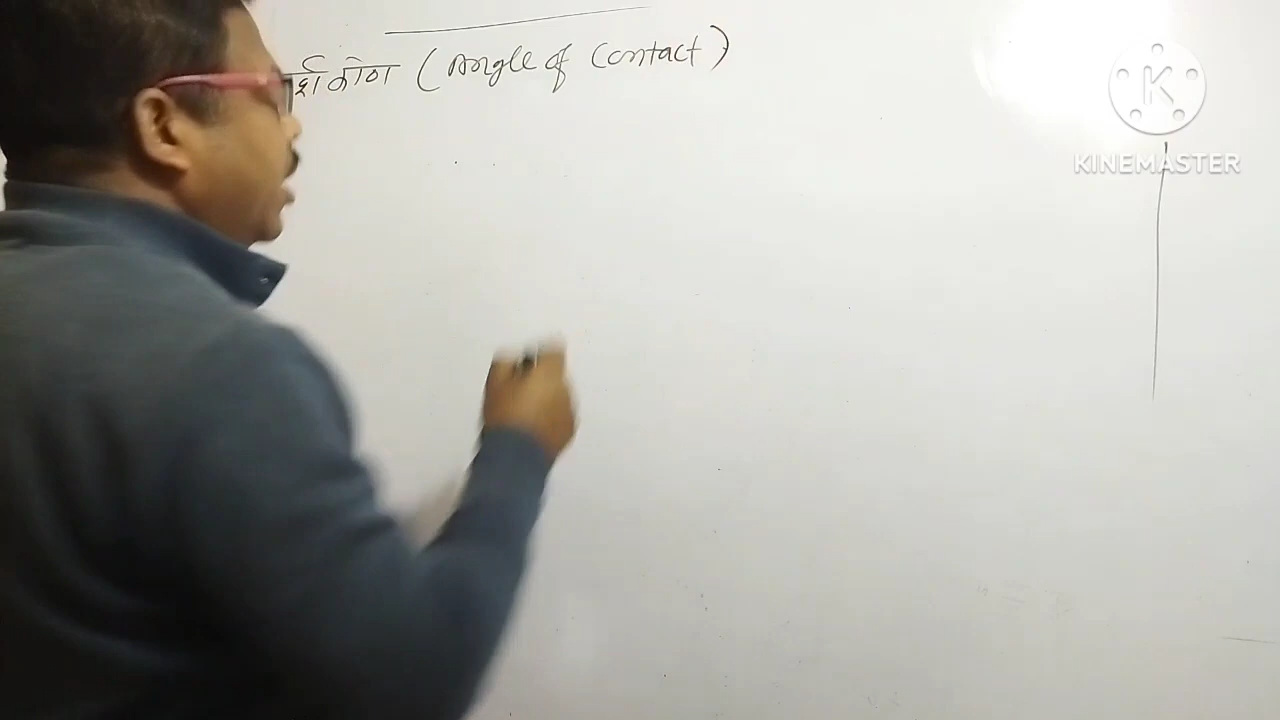 र्श कोण (Angle of Contact)
K
KINEMASTER